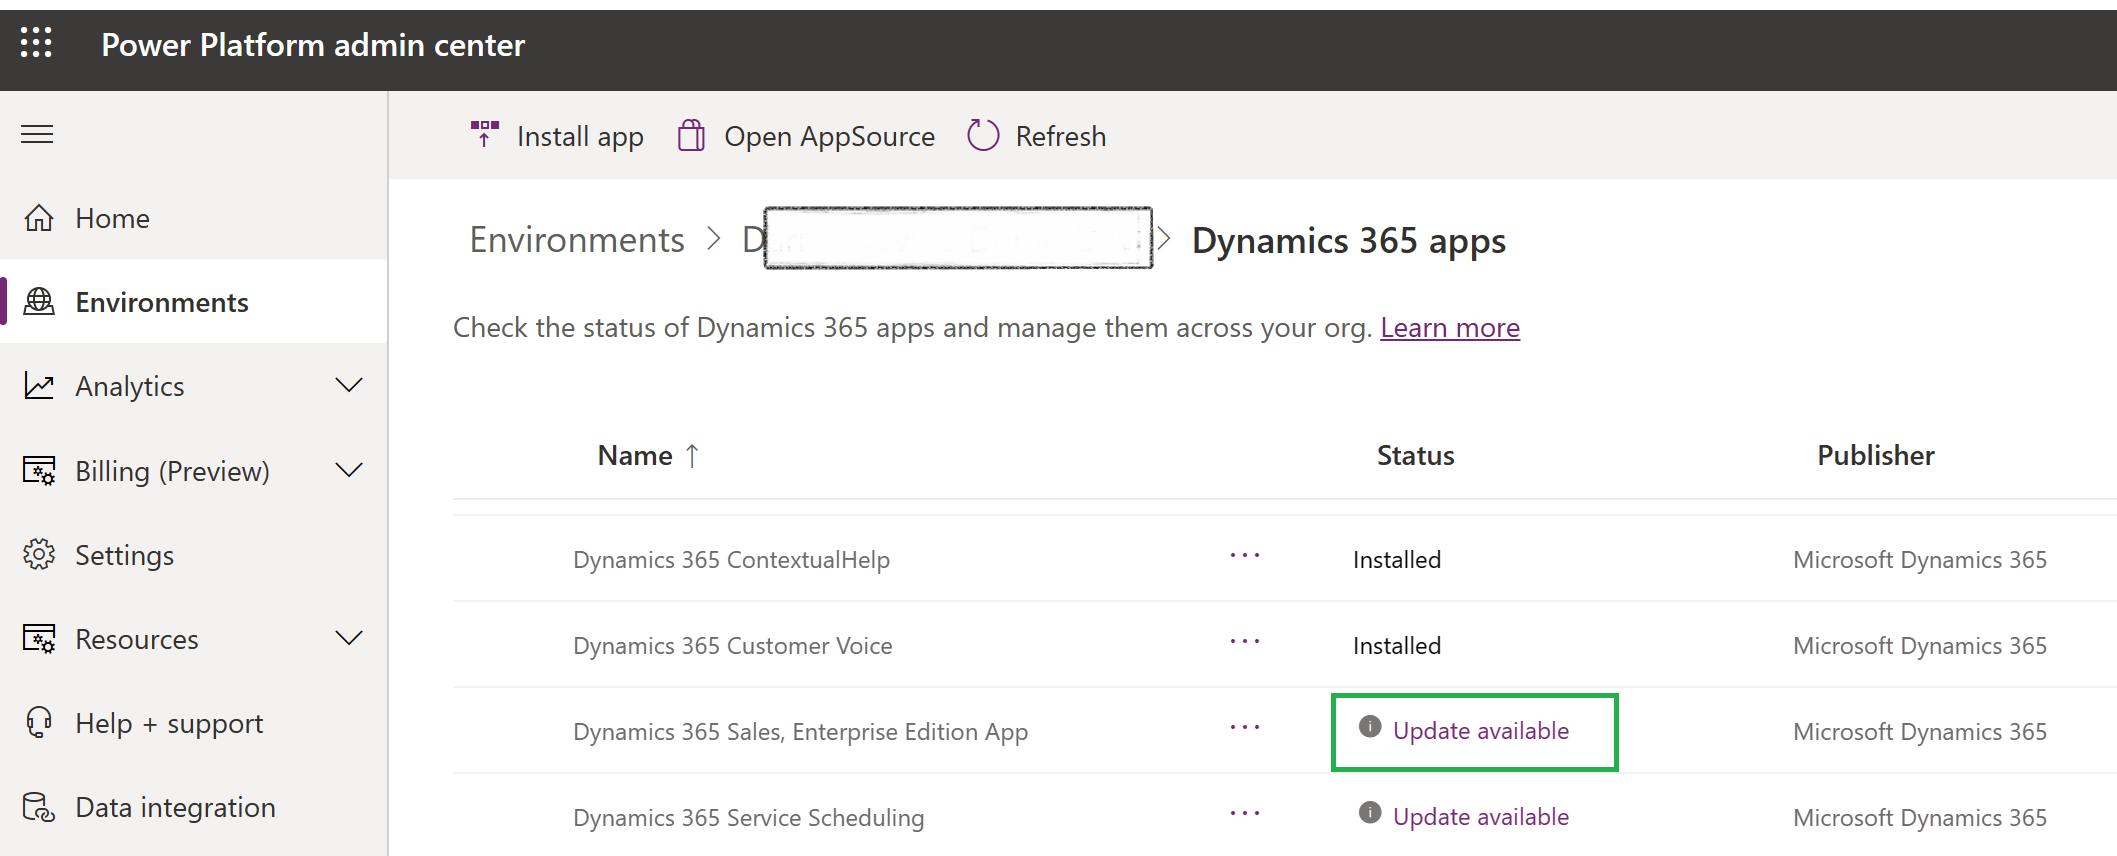 Power Platform admin center
Install app Open AppSource Refresh
Home
Environments
Analytics
Billing (Preview)
Settings
Resources
Help + support
Data integration
Environments > D > Dynamics 365 apps
Check the status of Dynamics 365 apps and manage them across your org. Learn more
Name ↑ Status Publisher
Dynamics 365 ContextualHelp ... Installed Microsoft Dynamics 365
Dynamics 365 Customer Voice ... Installed Microsoft Dynamics 365
Dynamics 365 Sales, Enterprise Edition App ... Update available Microsoft Dynamics 365
Dynamics 365 Service Scheduling ... Update available Microsoft Dynamics 365